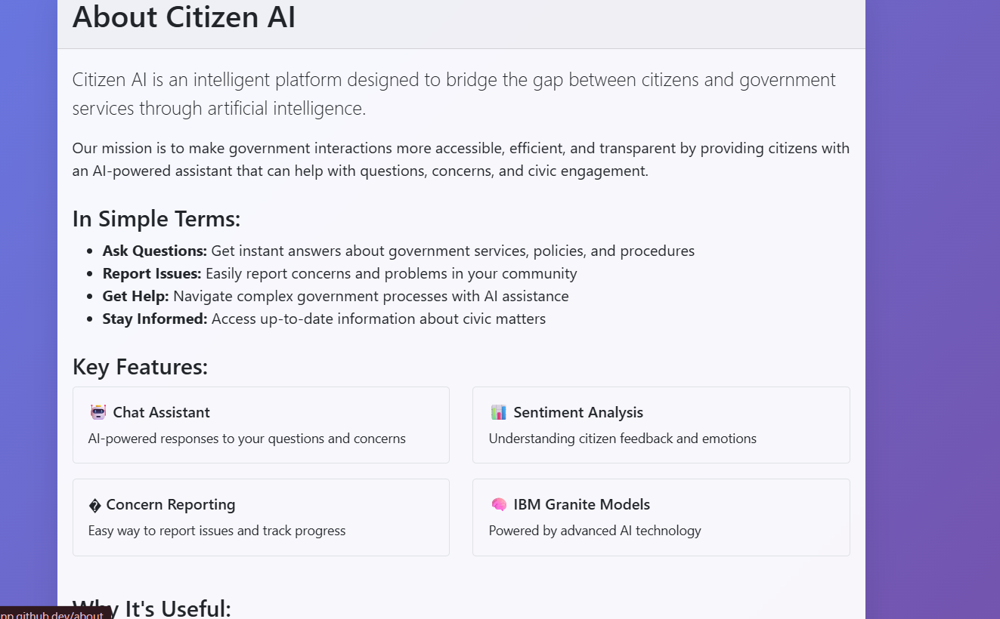 About Citizen AI
Citizen AI is an intelligent platform designed to bridge the gap between citizens and government
services through artificial intelligence.
Our mission is to make government interactions more accessible, efficient, and transparent by providing citizens with
an AI-powered assistant that can help with questions, concerns, and civic engagement.
In Simple Terms:
• Ask Questions: Get instant answers about government services, policies, and procedures
• Report Issues: Easily report concerns and problems in your community
• Get Help: Navigate complex government processes with AI assistance
• Stay Informed: Access up-to-date information about civic matters
Key Features:
🤖 Chat Assistant
AI-powered responses to your questions and concerns
📊 Sentiment Analysis
Understanding citizen feedback and emotions
� Concern Reporting
Easy way to report issues and track progress
🧠 IBM Granite Models
Powered by advanced AI technology
Why It's Useful:
pp.github.dev/about